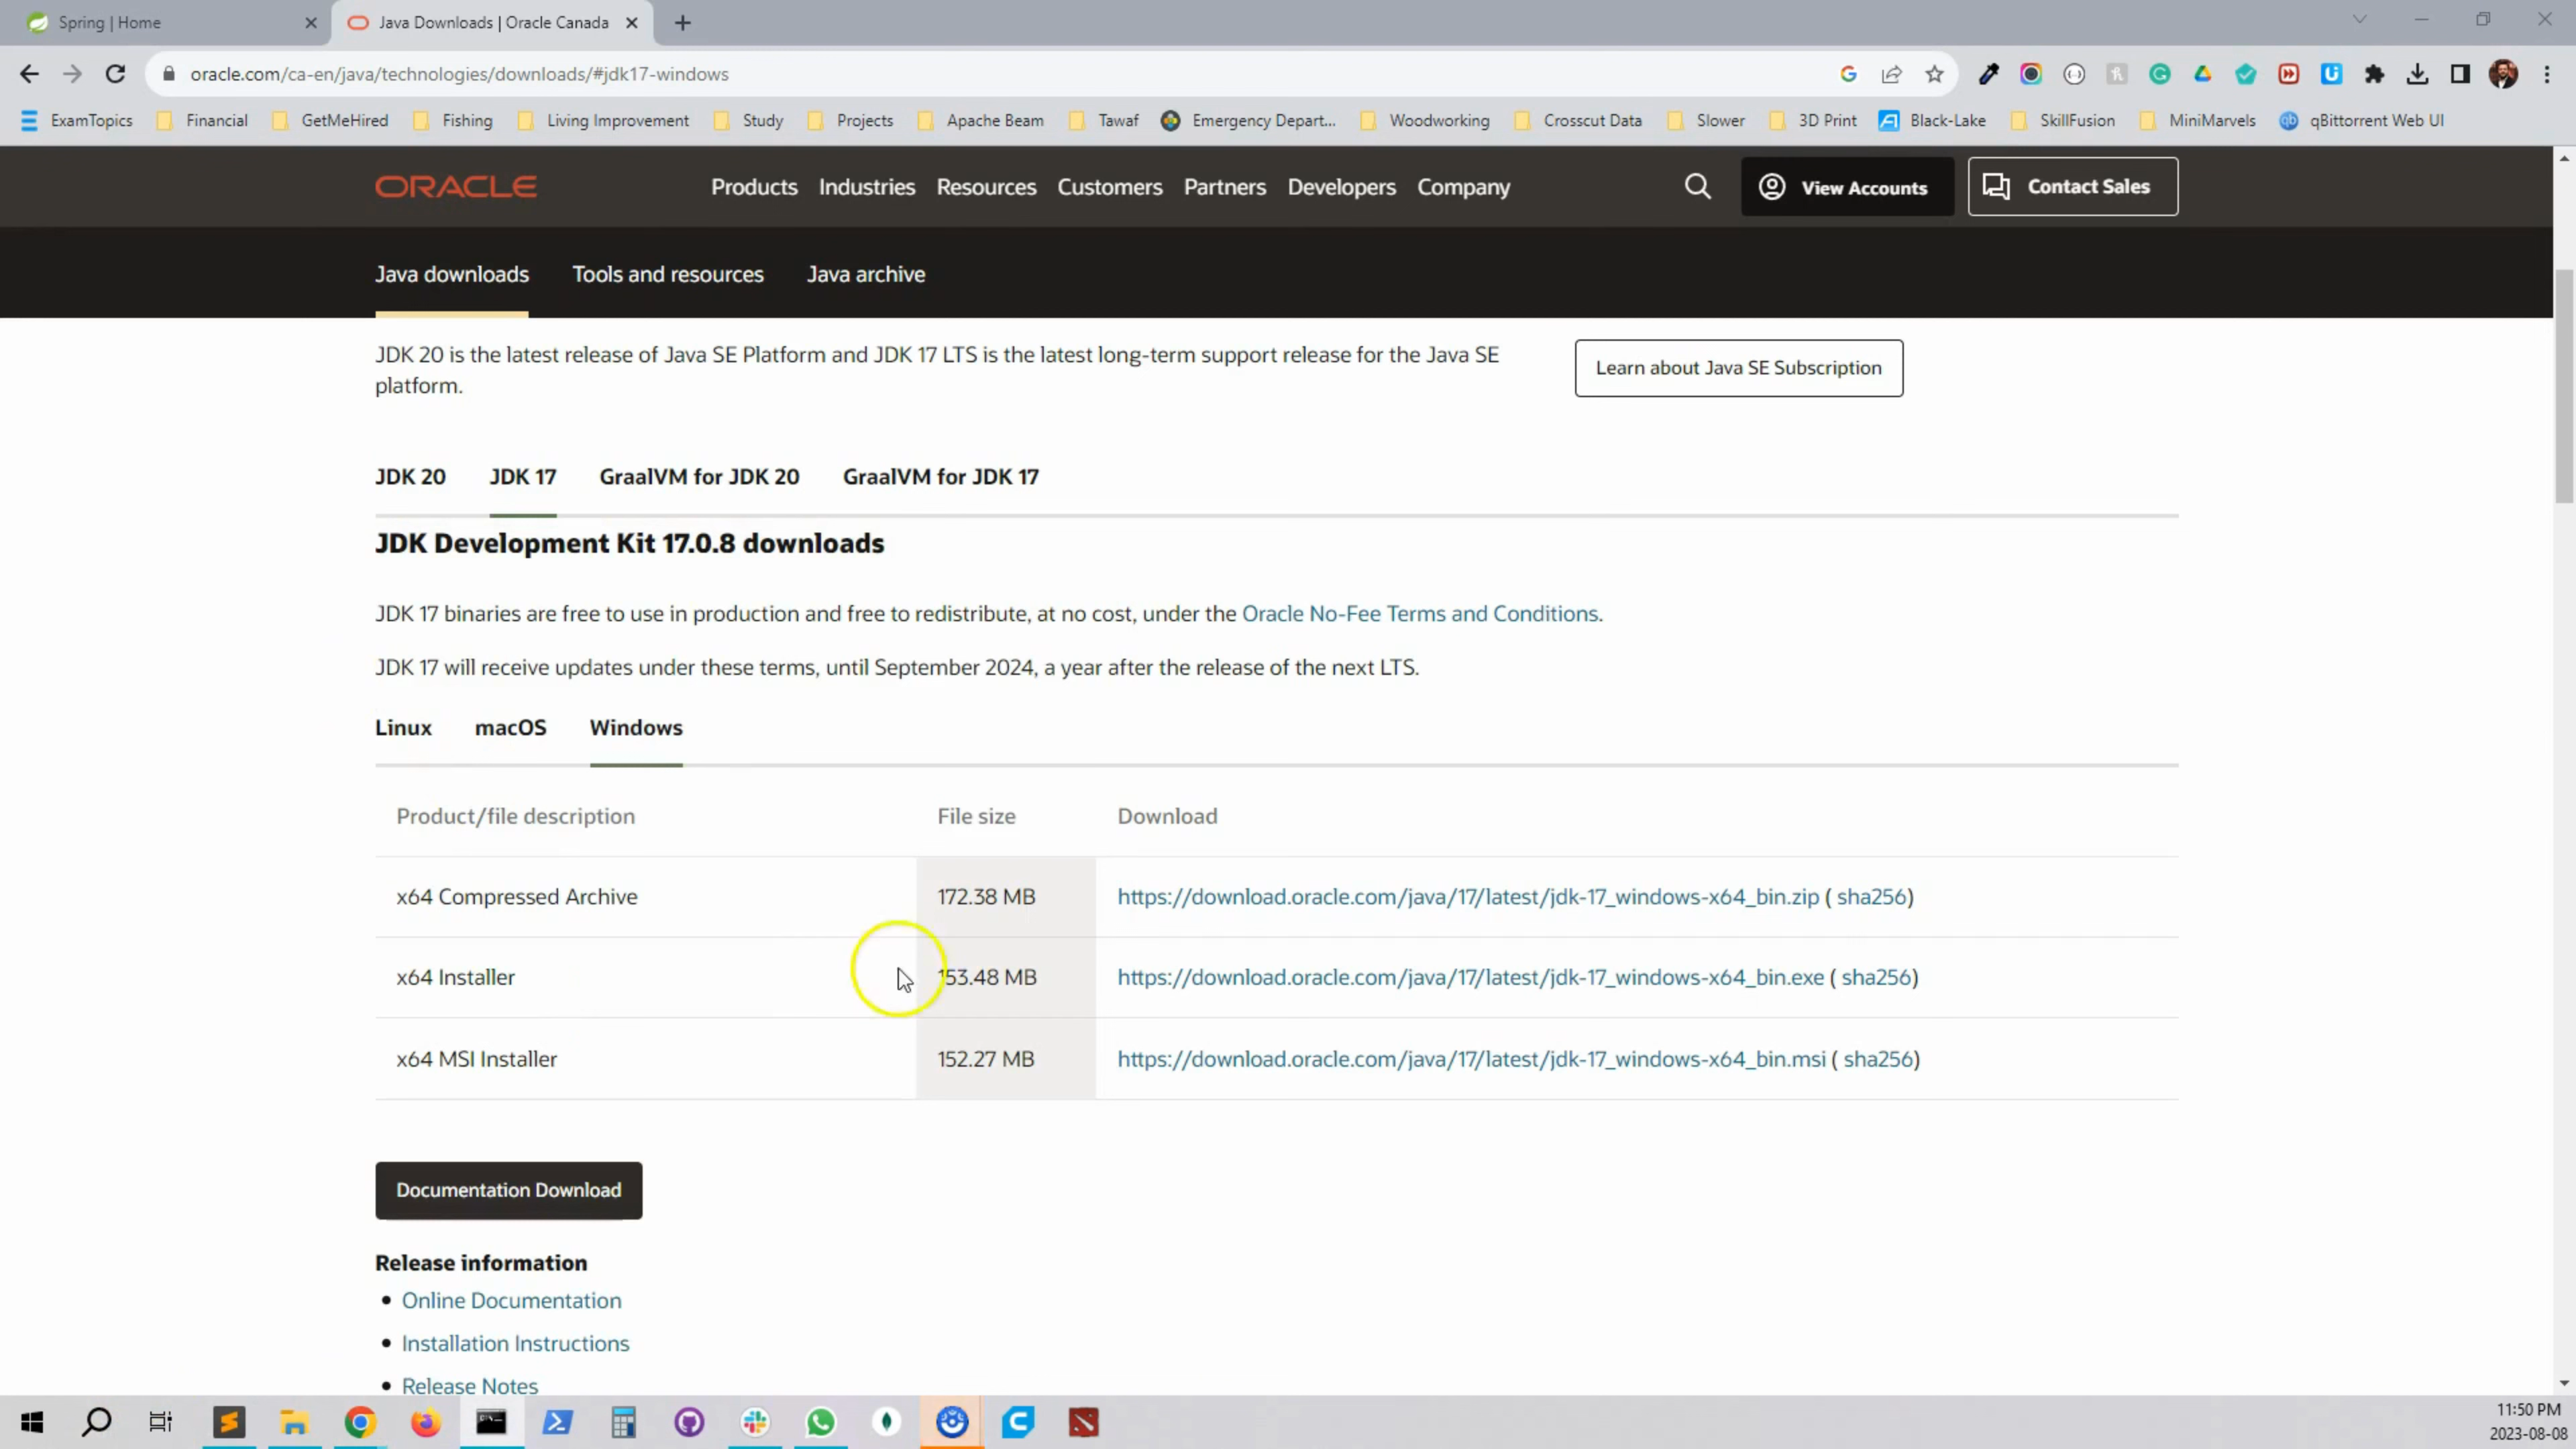 Spring | Home
Java Downloads | Oracle Canada
oracle.com/ca-en/java/technologies/downloads/#jdk17-windows
ExamTopics Financial GetMeHired Fishing Living Improvement Study Projects Apache Beam Tawaf Emergency Depart... Woodworking Crosscut Data Slower 3D Print Black-Lake SkillFusion MiniMarvels qBittorrent Web UI
ORACLE Products Industries Resources Customers Partners Developers Company View Accounts Contact Sales
Java downloads Tools and resources Java archive
JDK 20 is the latest release of Java SE Platform and JDK 17 LTS is the latest long-term support release for the Java SE
platform.
Learn about Java SE Subscription
JDK 20 JDK 17 GraalVM for JDK 20 GraalVM for JDK 17
JDK Development Kit 17.0.8 downloads
JDK 17 binaries are free to use in production and free to redistribute, at no cost, under the Oracle No-Fee Terms and Conditions.
JDK 17 will receive updates under these terms, until September 2024, a year after the release of the next LTS.
Linux macOS Windows
Product/file description File size Download
x64 Compressed Archive 172.38 MB https://download.oracle.com/java/17/latest/jdk-17_windows-x64_bin.zip ( sha256)
x64 Installer 153.48 MB https://download.oracle.com/java/17/latest/jdk-17_windows-x64_bin.exe ( sha256)
x64 MSI Installer 152.27 MB https://download.oracle.com/java/17/latest/jdk-17_windows-x64_bin.msi ( sha256)
Documentation Download
Release information
Online Documentation
Installation Instructions
Release Notes
11:50 PM
2023-08-08